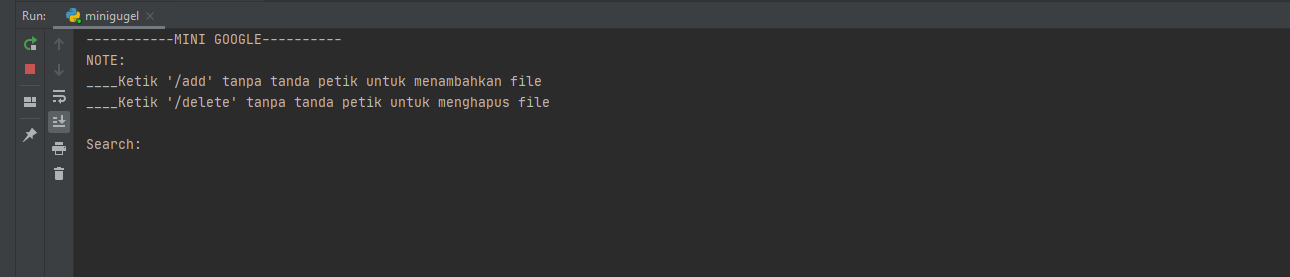 Run: minigugel
-----------MINI GOOGLE----------
NOTE:
____Ketik '/add' tanpa tanda petik untuk menambahkan file
____Ketik '/delete' tanpa tanda petik untuk menghapus file
Search: